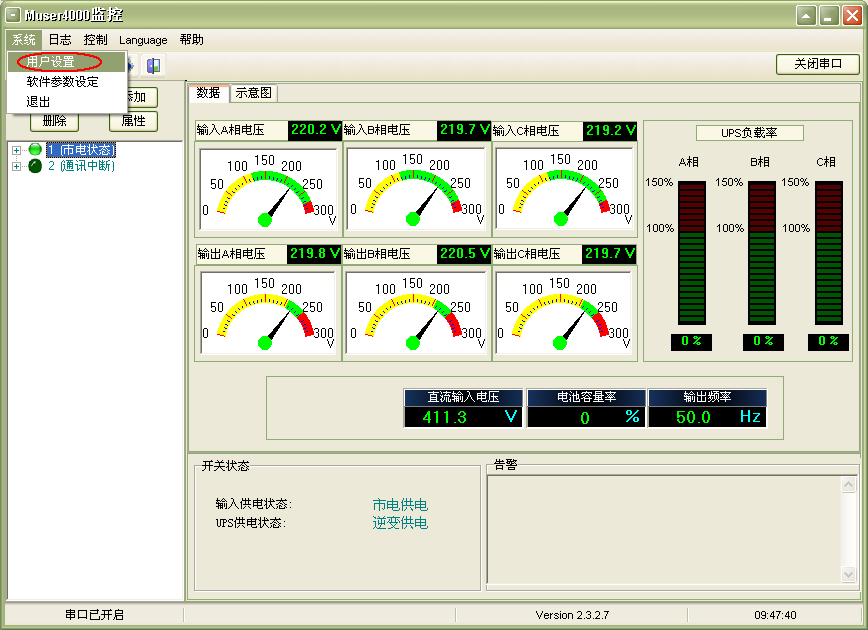 Muser4000监控
系统 日志 控制 Language 帮助
用户设置
软件参数设定
退出
关闭串口
添加
删除 属性
1 (市电状态)
2 (通讯中断)
数据 示意图
输入A相电压 220.2 V 输入B相电压 219.7 V 输入C相电压 219.2 V
0 50 100 150 200 250 300 V
0 50 100 150 200 250 300 V
0 50 100 150 200 250 300 V
输出A相电压 219.8 V 输出B相电压 220.5 V 输出C相电压 219.7 V
0 50 100 150 200 250 300 V
0 50 100 150 200 250 300 V
0 50 100 150 200 250 300 V
UPS负载率
A相 B相 C相
150% 150% 150%
100% 100% 100%
0 % 0 % 0 %
直流输入电压 电池容量率 输出频率
411.3 V 0 % 50.0 Hz
开关状态
输入供电状态: 市电供电
UPS供电状态: 逆变供电
告警
串口已开启 Version 2.3.2.7 09:47:40